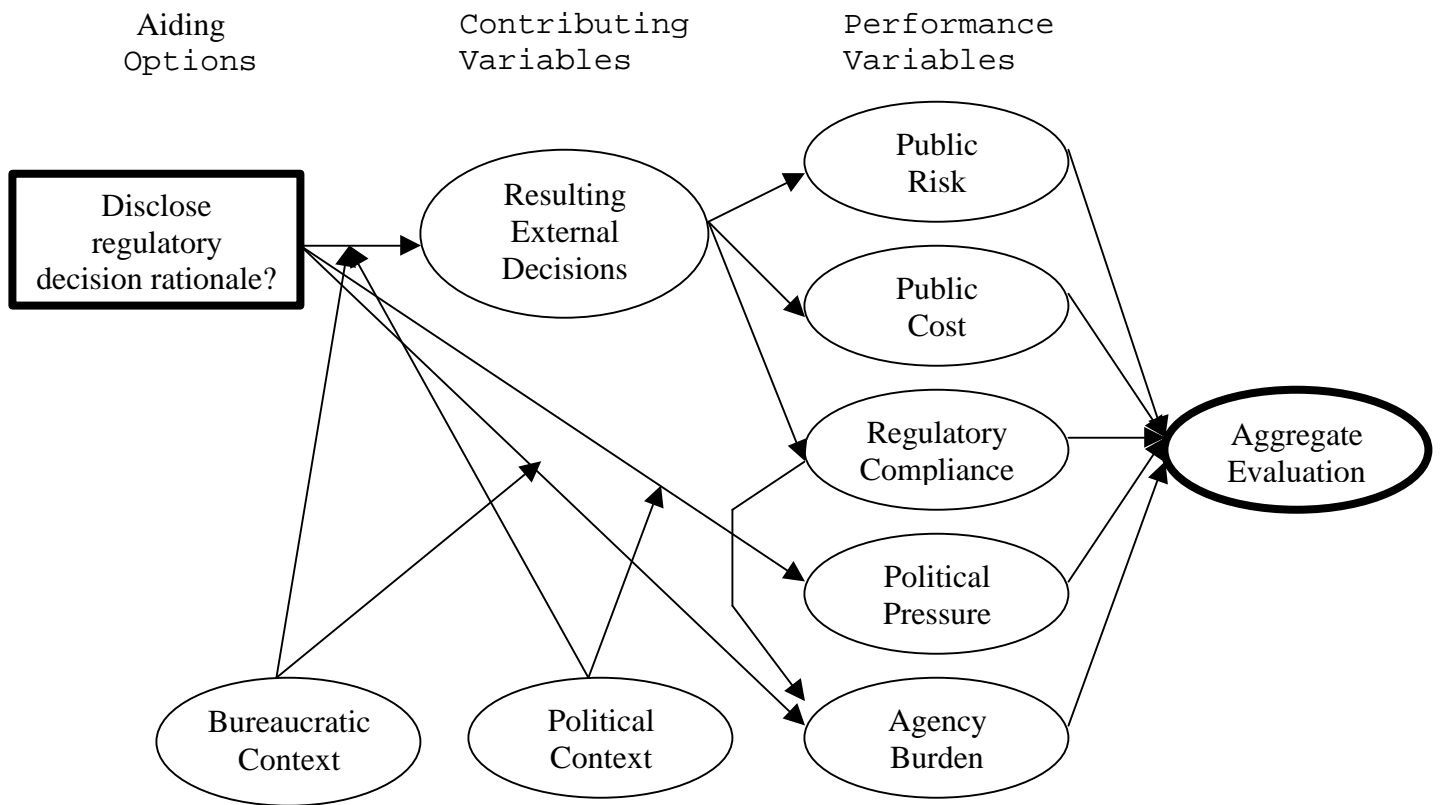 Aiding
Options
Contributing
Variables
Performance
Variables
Disclose
regulatory
decision rationale?
Resulting
External
Decisions
Public
Risk
Public
Cost
Regulatory
Compliance
Political
Pressure
Agency
Burden
Aggregate
Evaluation
Bureaucratic
Context
Political
Context